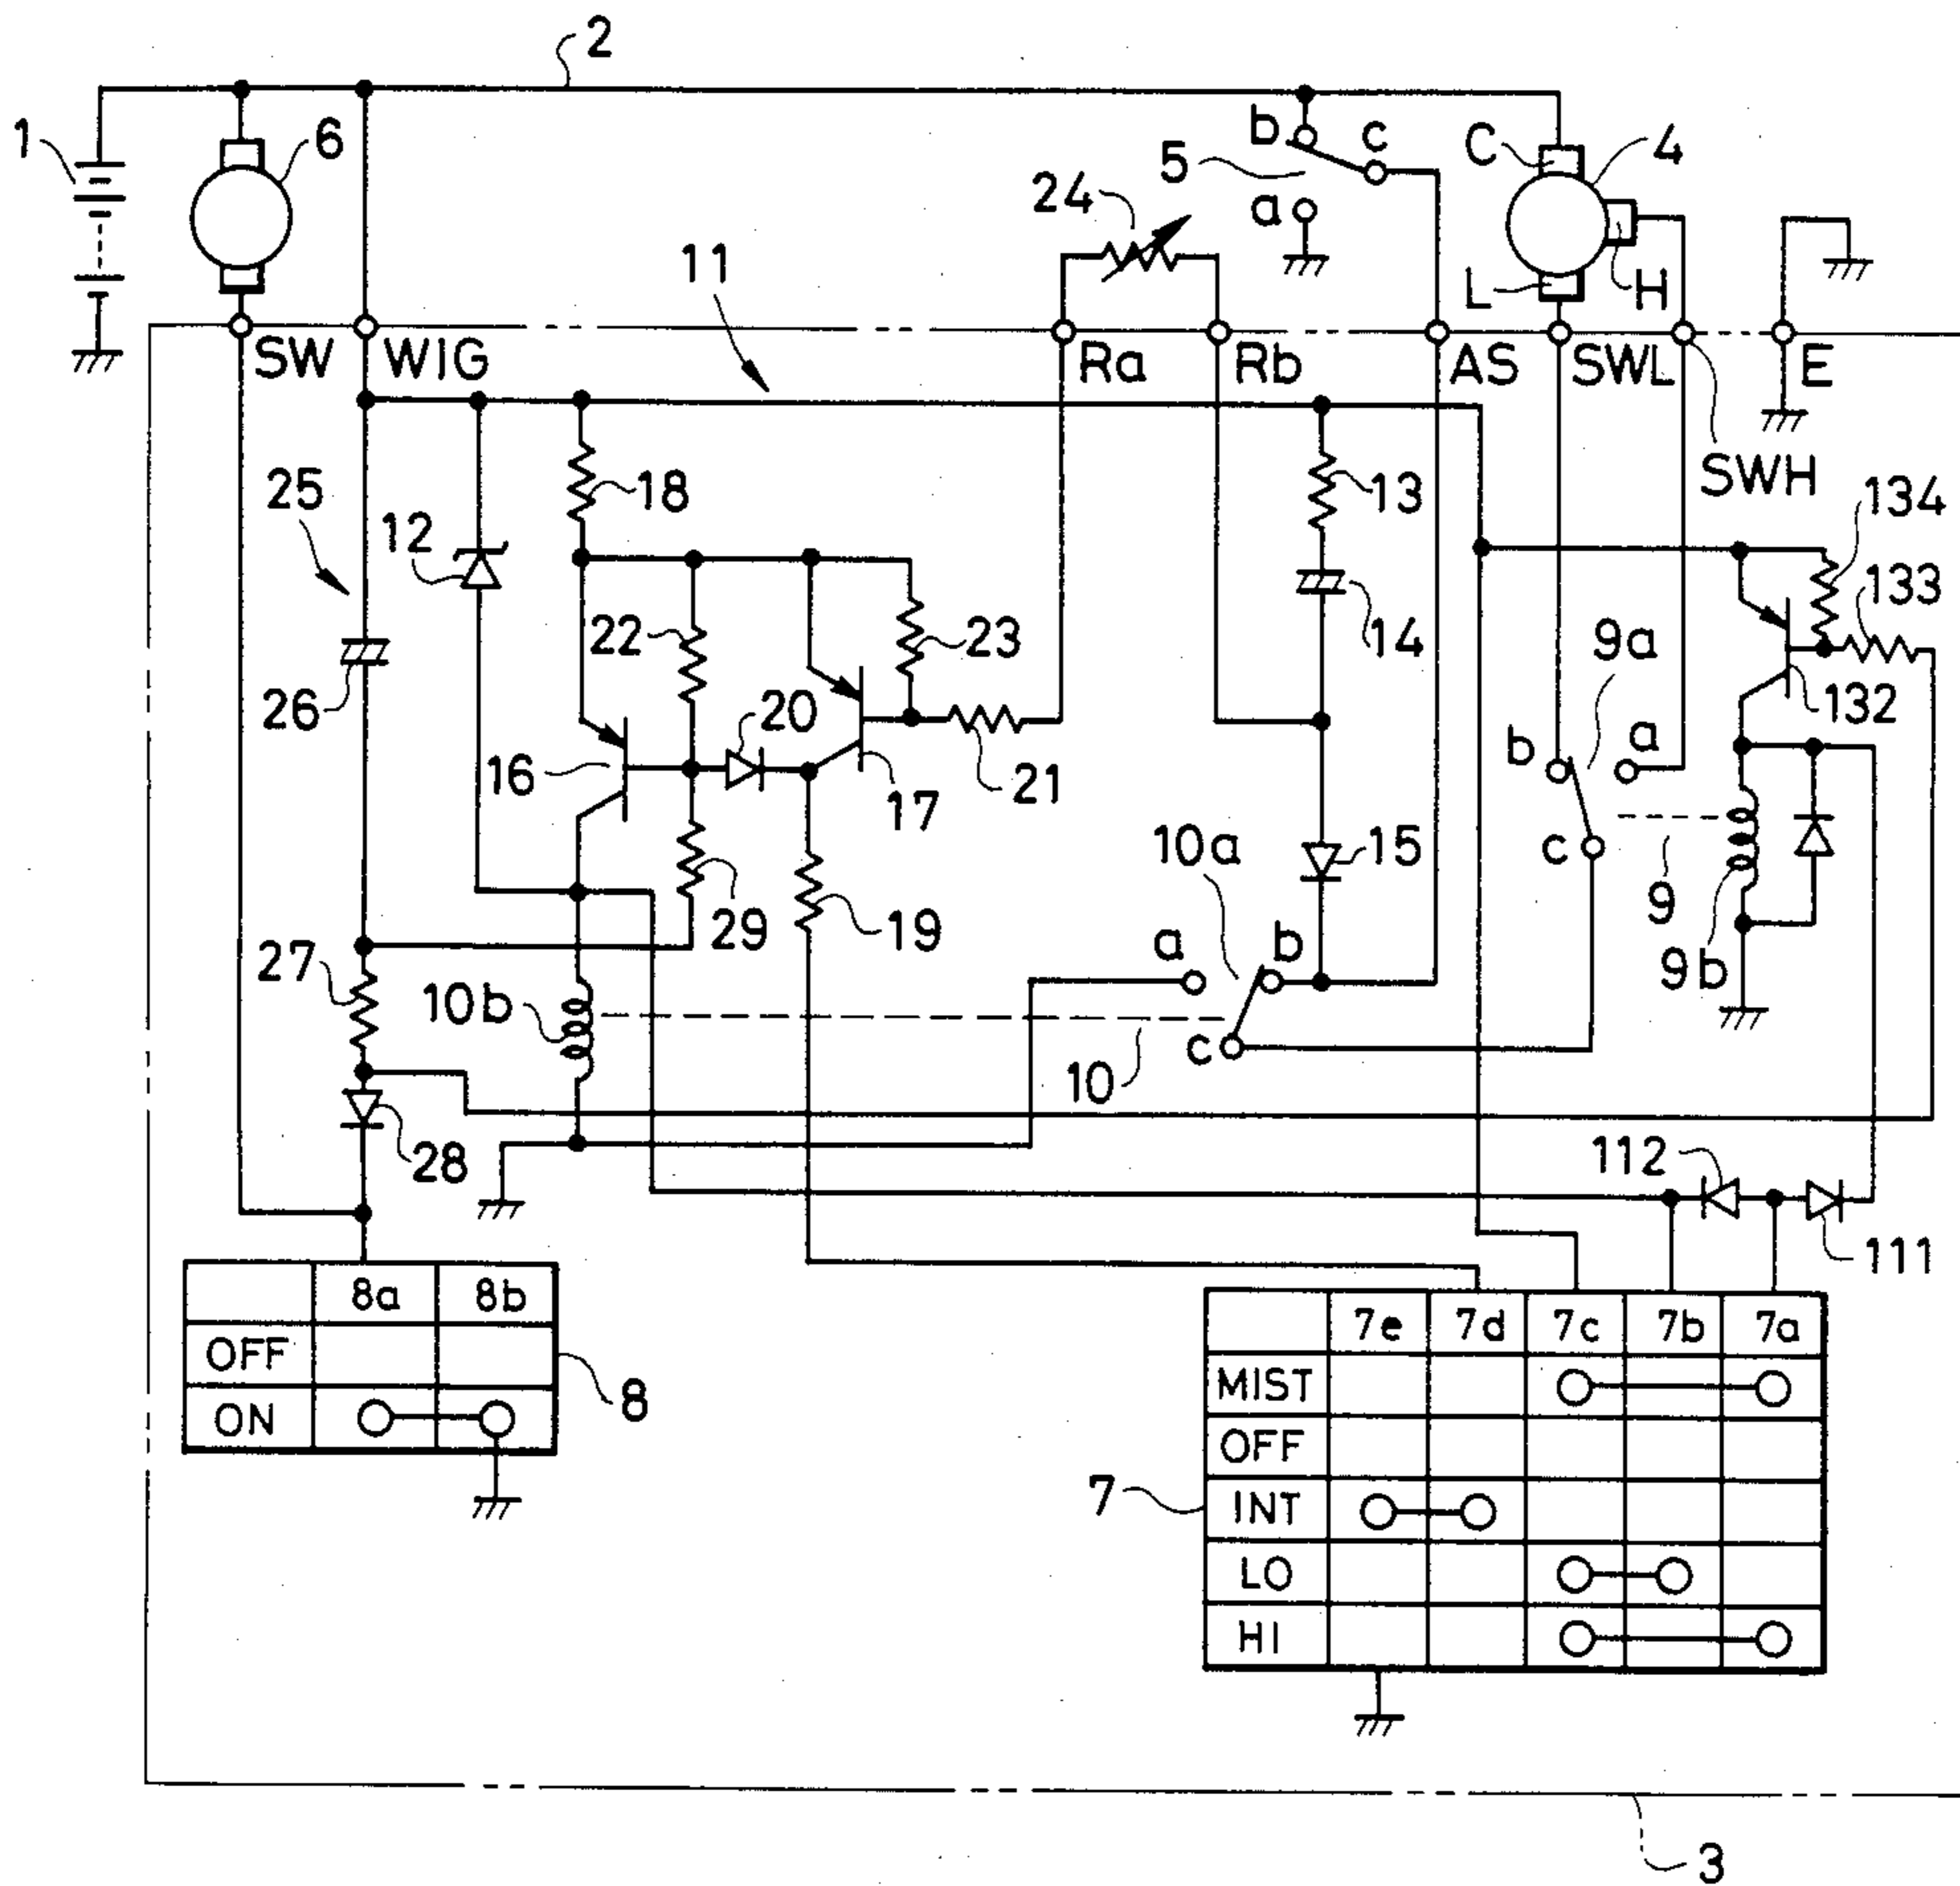 2
1
6
b
c
C
4
5
24
a
11
L
H
SW
WIG
Ra
Rb
AS
SWL
E
SWH
25
12
18
13
134
133
22
23
14
9a
26
20
132
16
17
21
b
a
10a
15
c
29
19
9
27
a
b
9b
10b
c
10
28
112
111
8a 8b
OFF
ON
8
7e 7d 7c 7b 7a
MIST
OFF
7
INT
LO
HI
3